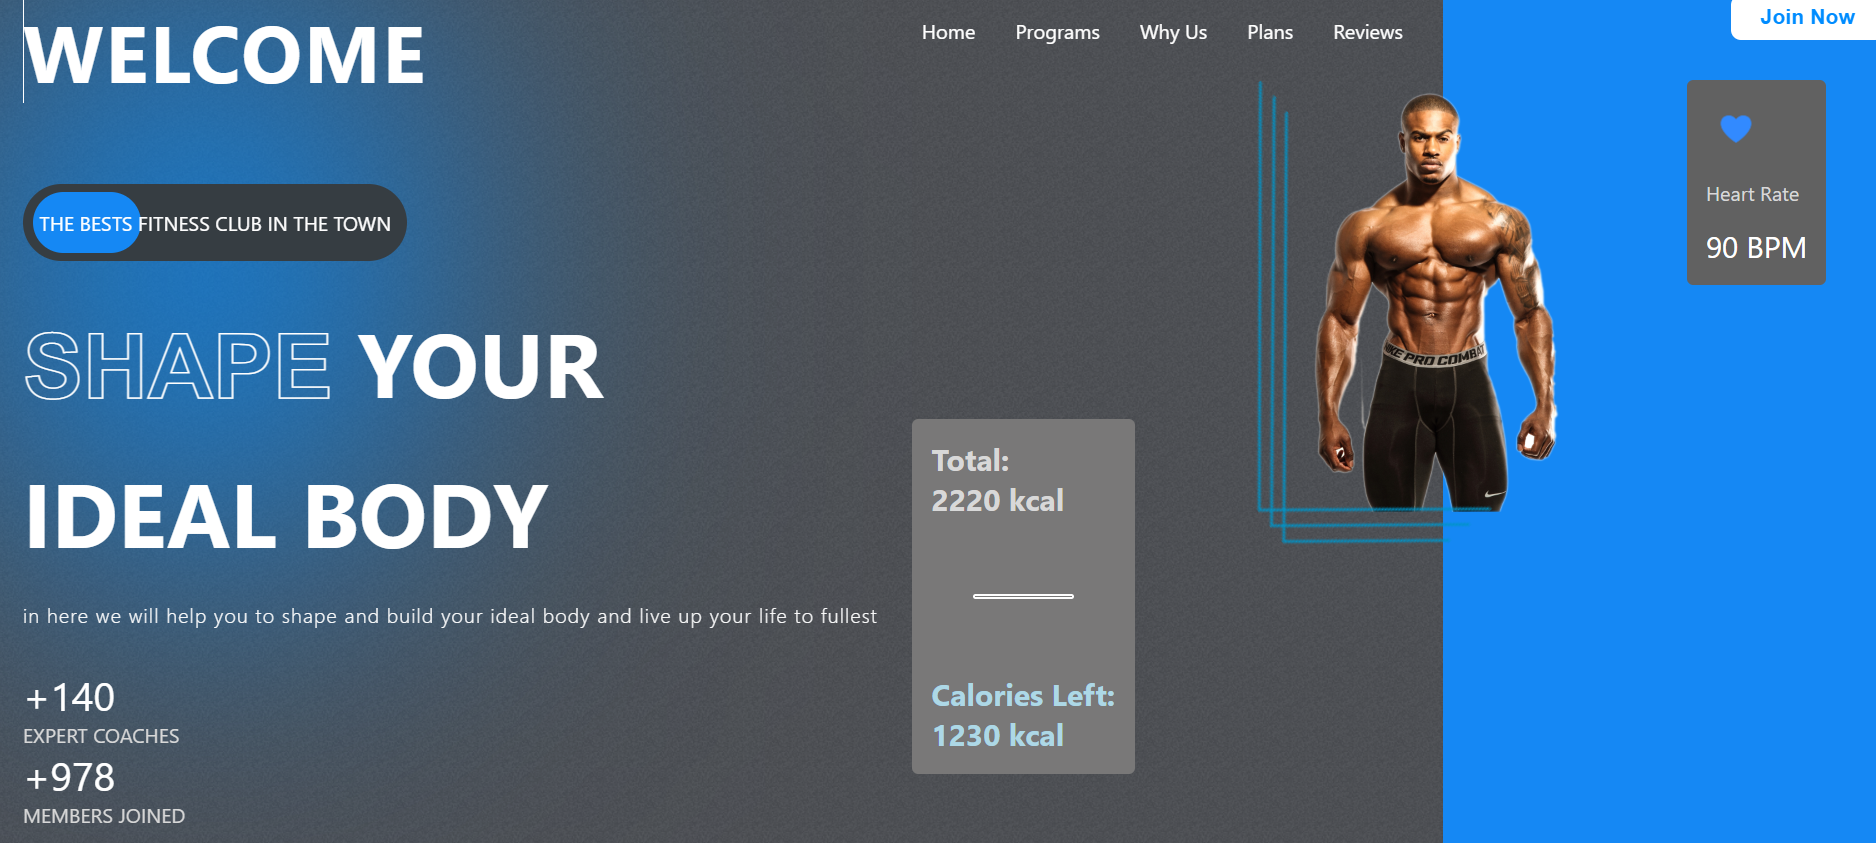 WELCOME
Home Programs Why Us Plans Reviews
Join Now
THE BESTS FITNESS CLUB IN THE TOWN
SHAPE YOUR
IDEAL BODY
in here we will help you to shape and build your ideal body and live up your life to fullest
+140
EXPERT COACHES
+978
MEMBERS JOINED
Total:
2220 kcal
Calories Left:
1230 kcal
NIKE PRO COMBAT
Heart Rate
90 BPM